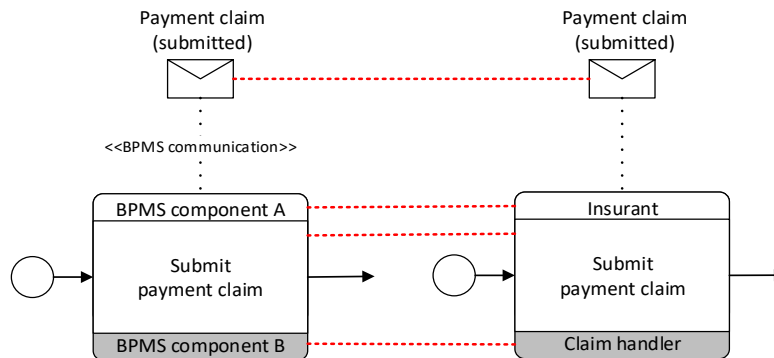 Payment claim
(submitted)
Payment claim
(submitted)
<<BPMS communication>>
BPMS component A
Submit
payment claim
BPMS component B
Insurant
Submit
payment claim
Claim handler